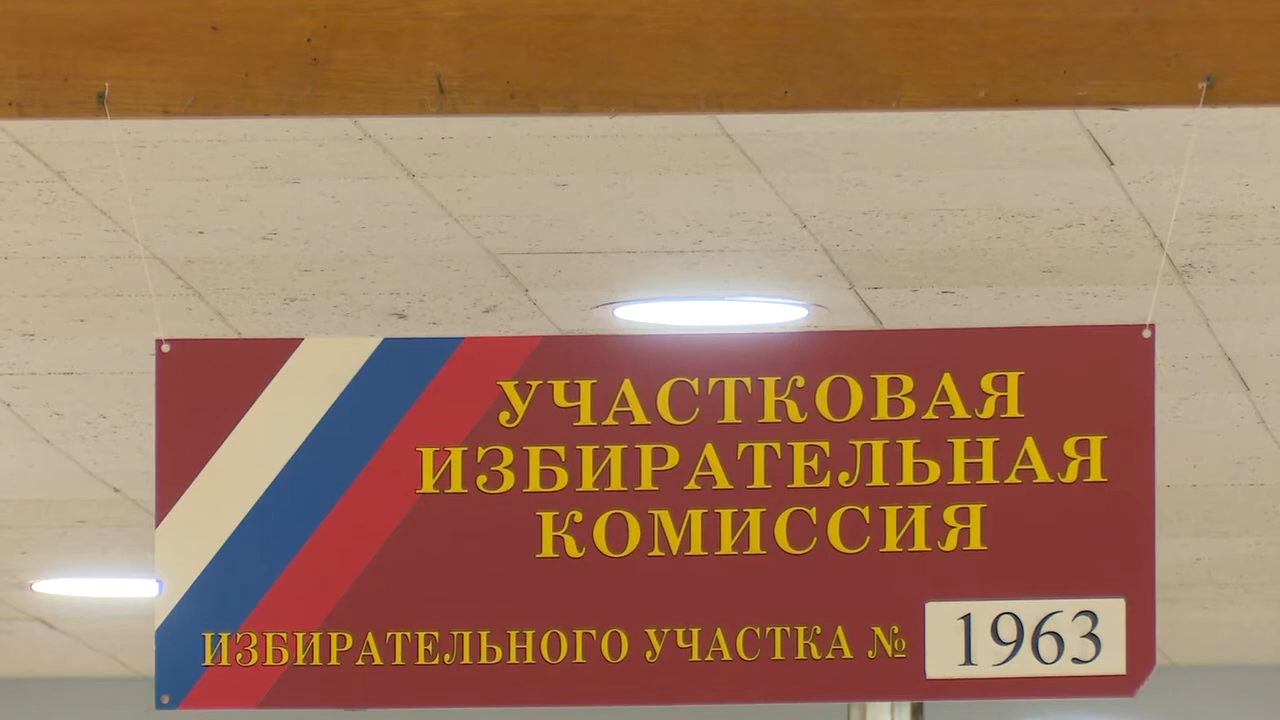 УЧАСТКОВАЯ
ИЗБИРАТЕЛЬНАЯ
КОМИССИЯ
ИЗБИРАТЕЛЬНОГО УЧАСТКА № 1963